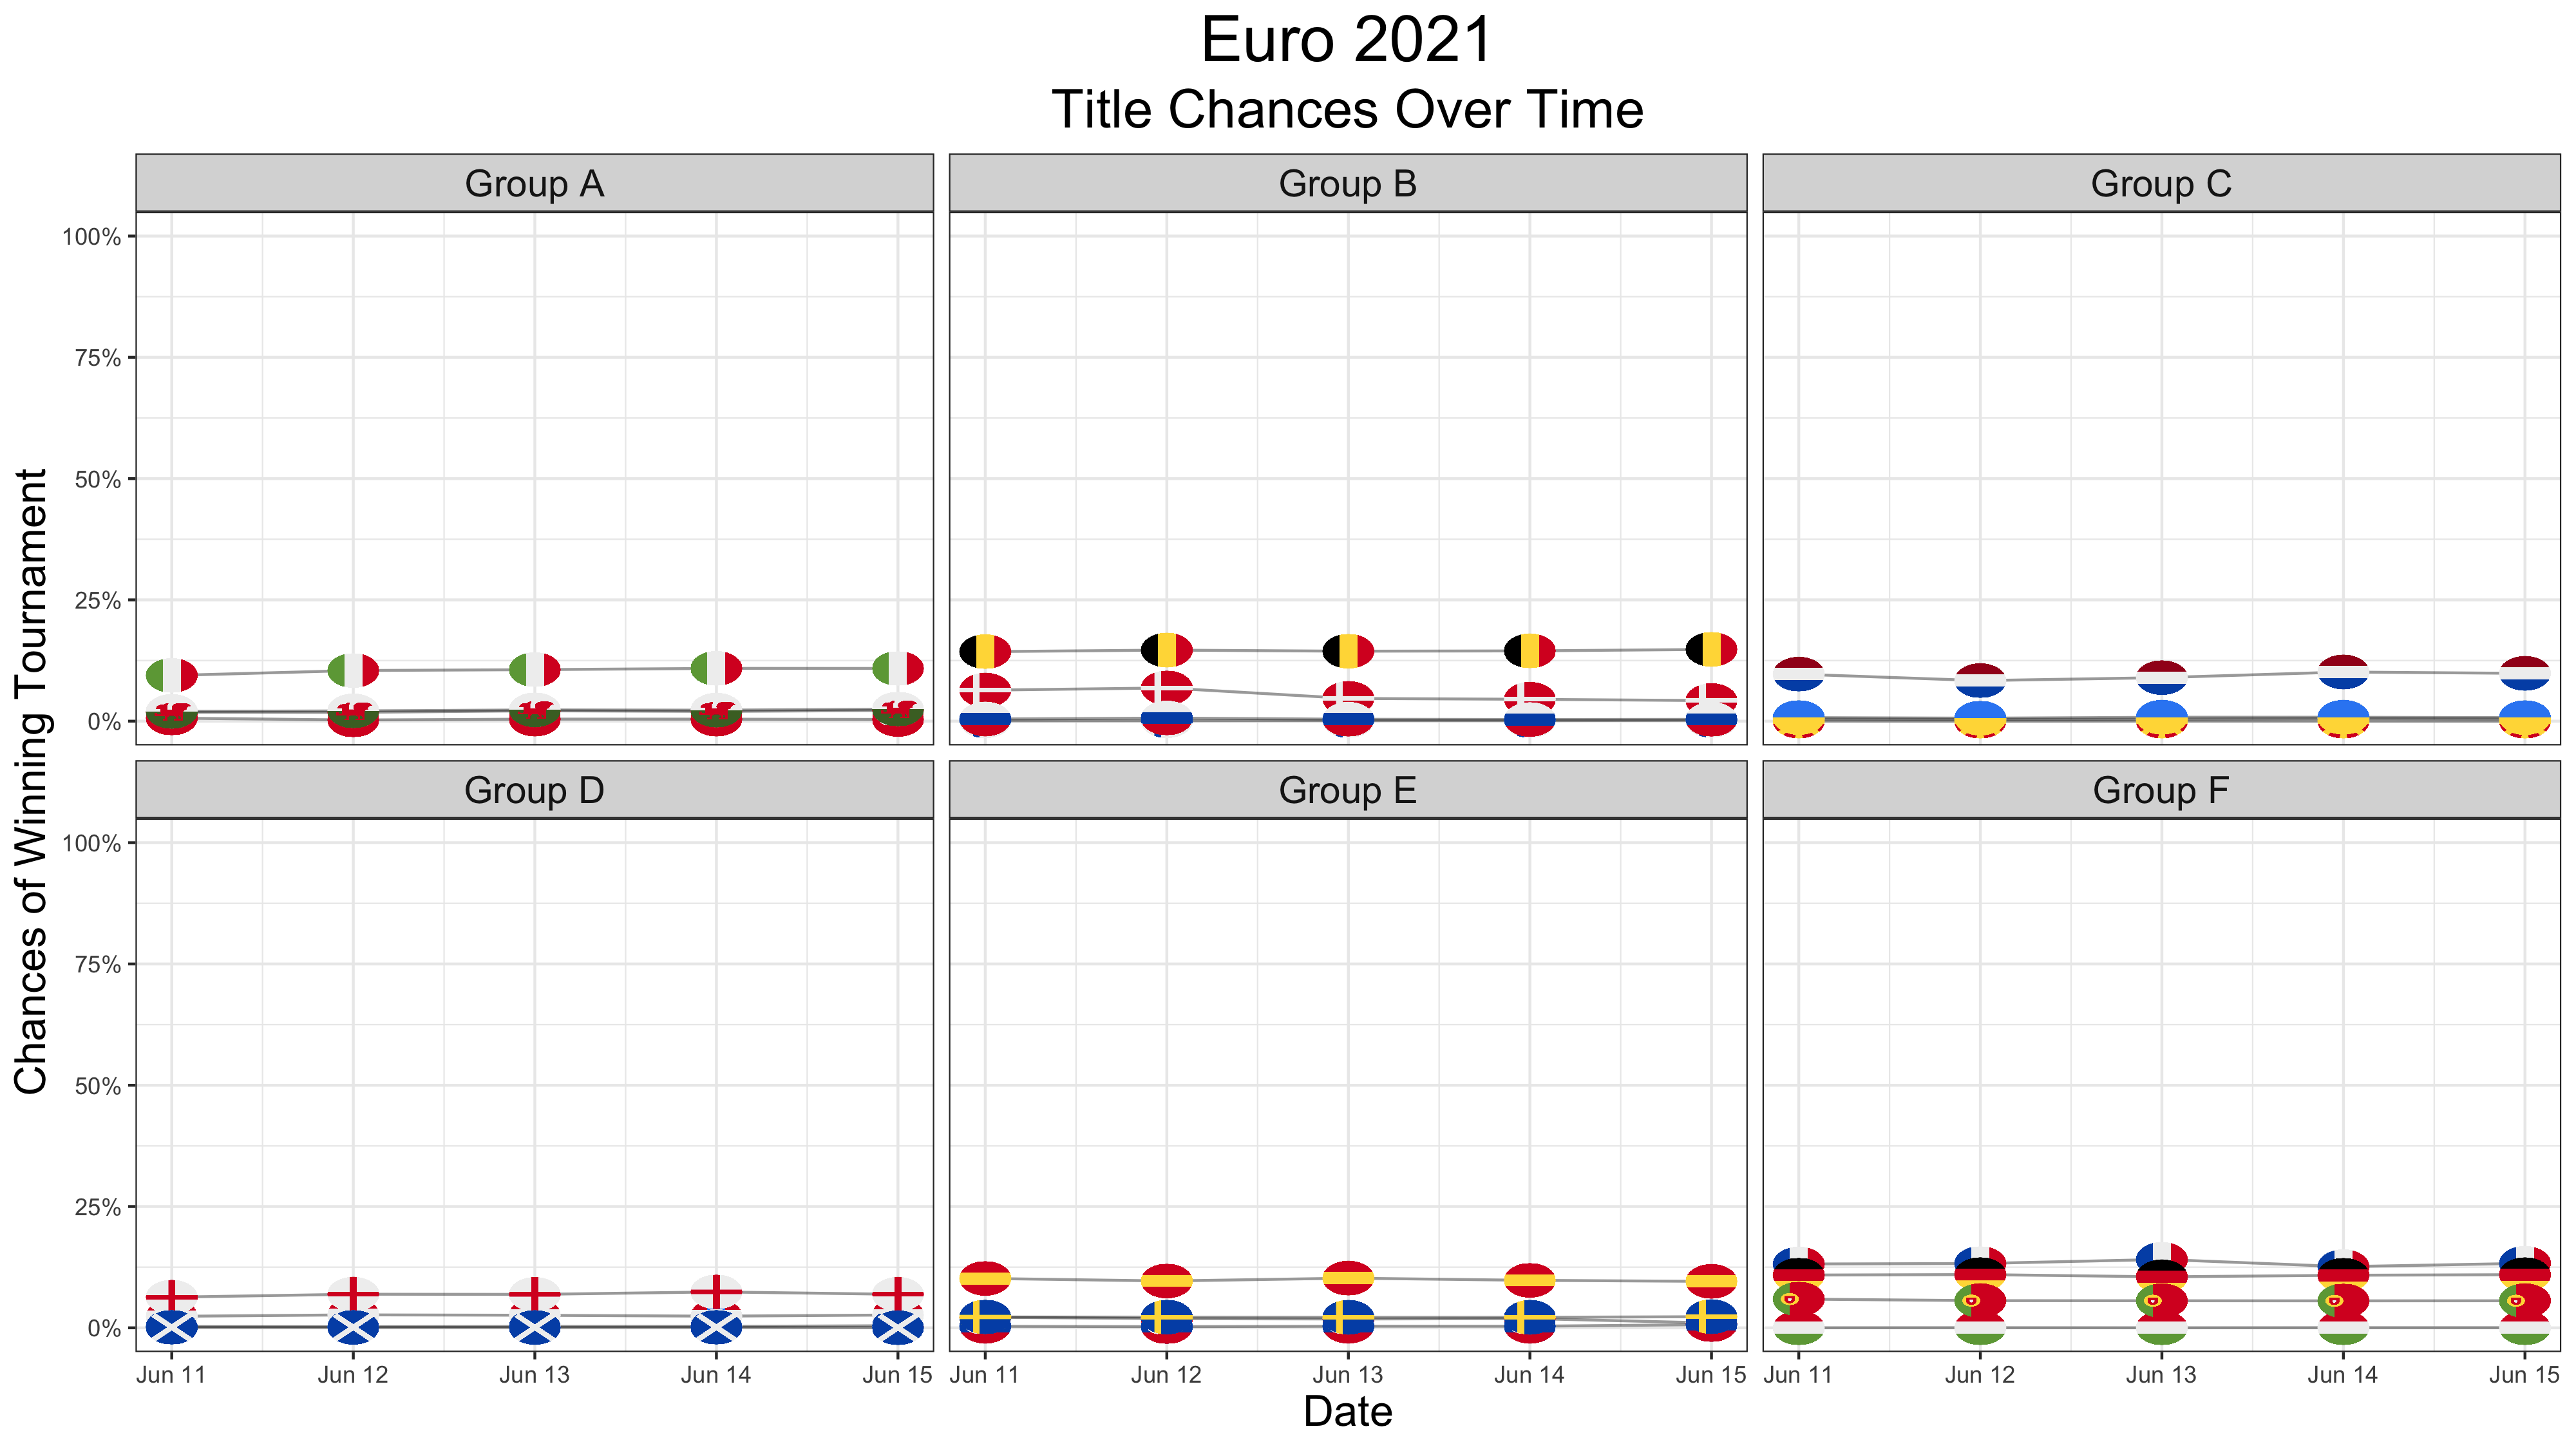 Euro 2021
Title Chances Over Time
Group A
Group B
Group C
100%
75%
50%
25%
0%
Group D
Group E
Group F
100%
75%
50%
25%
0%
Chances of Winning Tournament
Jun 11 Jun 12 Jun 13 Jun 14 Jun 15
Jun 11 Jun 12 Jun 13 Jun 14 Jun 15
Jun 11 Jun 12 Jun 13 Jun 14 Jun 15
Date